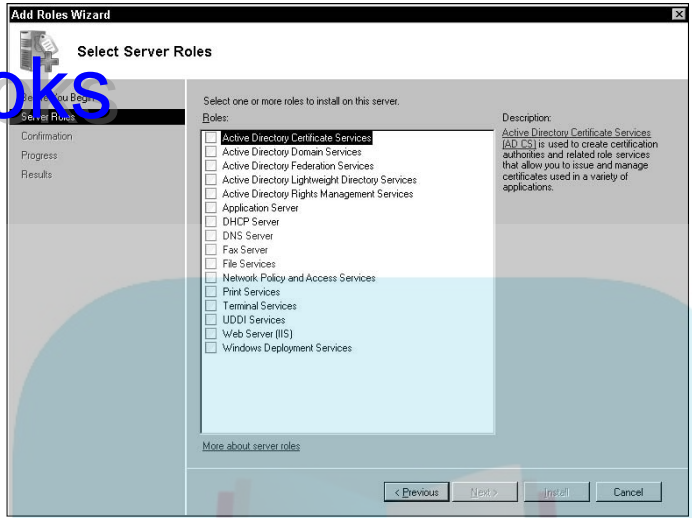 Add Roles Wizard
Select Server Roles
oks
Before You Begin
Server Roles
Confirmation
Progress
Results
Select one or more roles to install on this server.
Roles:
Active Directory Certificate Services
Active Directory Domain Services
Active Directory Federation Services
Active Directory Lightweight Directory Services
Active Directory Rights Management Services
Application Server
DHCP Server
DNS Server
Fax Server
File Services
Network Policy and Access Services
Print Services
Terminal Services
UDDI Services
Web Server (IIS)
Windows Deployment Services
More about server roles
Description:
Active Directory Certificate Services
(AD CS) is used to create certification
authorities and related role services
that allow you to issue and manage
certificates used in a variety of
applications.
< Previous
Next >
Install
Cancel